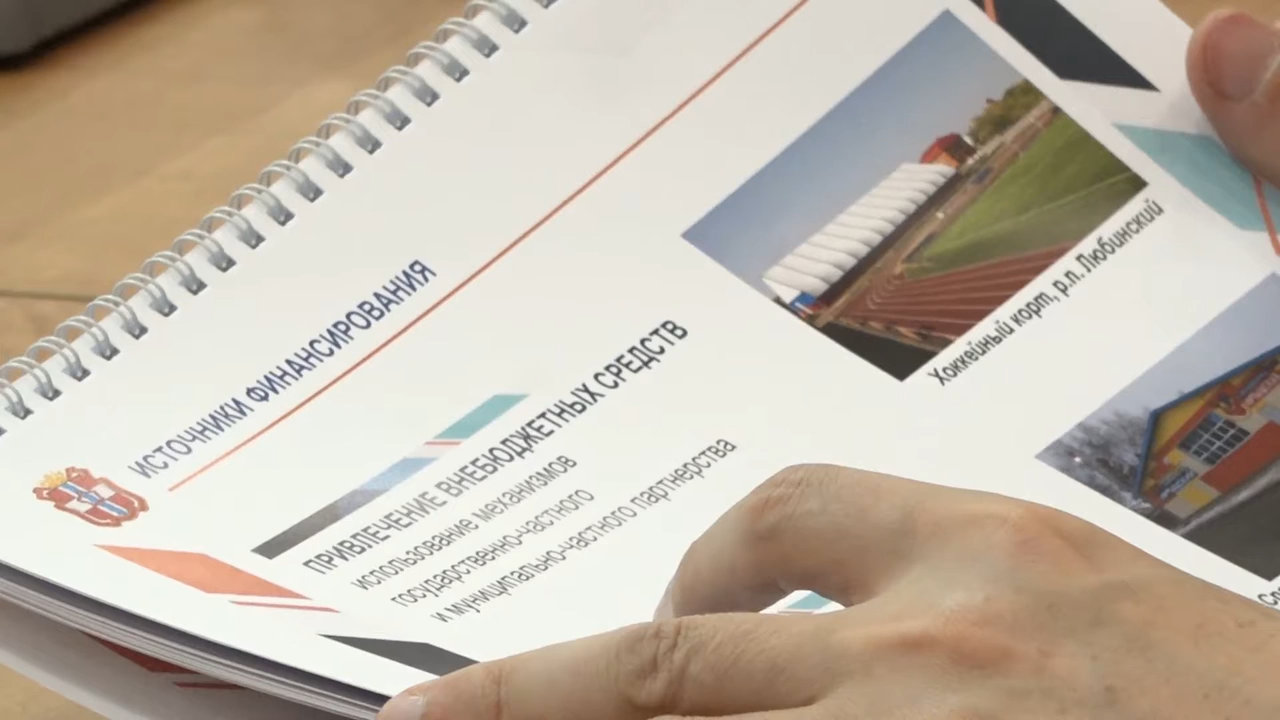 ИСТОЧНИКИ ФИНАНСИРОВАНИЯ
ПРИВЛЕЧЕНИЕ ВНЕБЮДЖЕТНЫХ СРЕДСТВ
использование механизмов
государственно-частного
и муниципально-частного партнерства
Хоккейный корт, р.п. Любинский